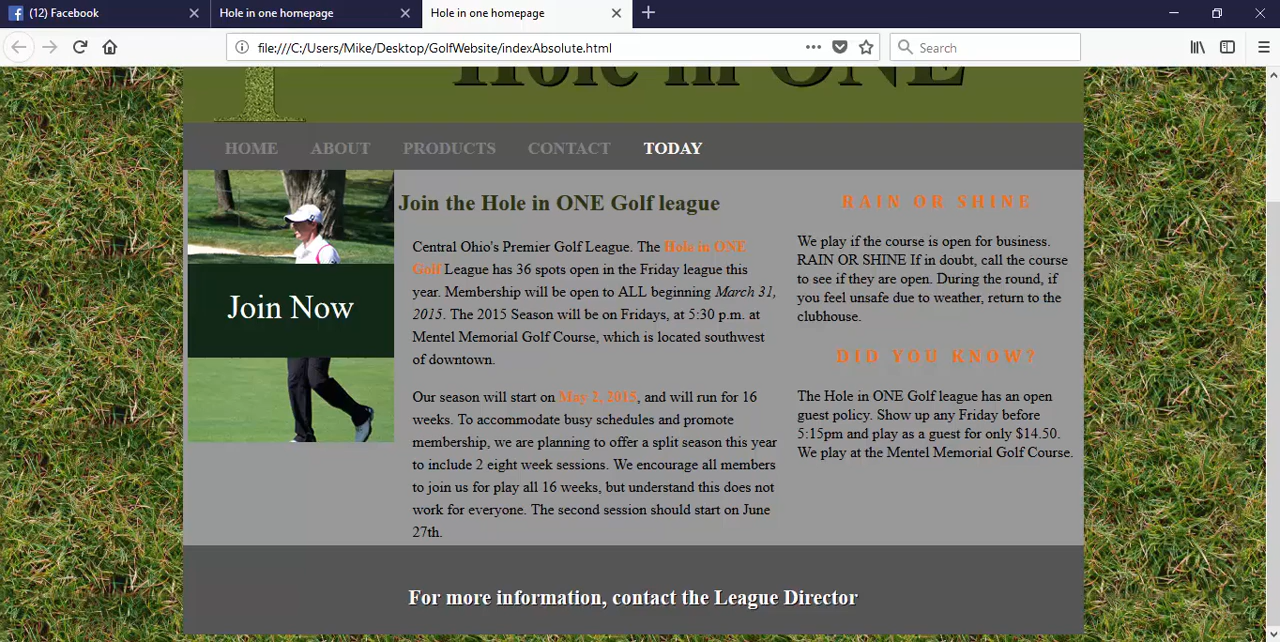 (12) Facebook
Hole in one homepage
Hole in one homepage
file:///C:/Users/Mike/Desktop/GolfWebsite/indexAbsolute.html
Search
Hole in ONE
HOME ABOUT PRODUCTS CONTACT TODAY
Join Now
Join the Hole in ONE Golf league
Central Ohio's Premier Golf League. The Hole in ONE
Golf League has 36 spots open in the Friday league this
year. Membership will be open to ALL beginning March 31,
2015. The 2015 Season will be on Fridays, at 5:30 p.m. at
Mentel Memorial Golf Course, which is located southwest
of downtown.
Our season will start on May 2, 2015, and will run for 16
weeks. To accommodate busy schedules and promote
membership, we are planning to offer a split season this year
to include 2 eight week sessions. We encourage all members
to join us for play all 16 weeks, but understand this does not
work for everyone. The second session should start on June
27th.
RAIN OR SHINE
We play if the course is open for business.
RAIN OR SHINE If in doubt, call the course
to see if they are open. During the round, if
you feel unsafe due to weather, return to the
clubhouse.
DID YOU KNOW?
The Hole in ONE Golf league has an open
guest policy. Show up any Friday before
5:15pm and play as a guest for only $14.50.
We play at the Mentel Memorial Golf Course.
For more information, contact the League Director